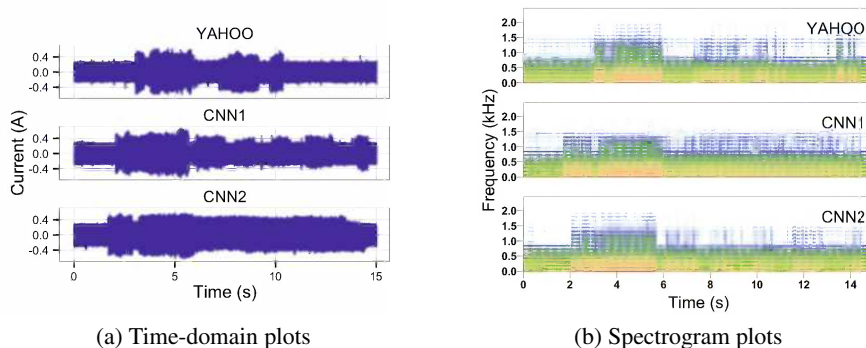 YAHOO
0.4
0.0
-0.4
CNN1
0.4
0.0
-0.4
CNN2
0.4
0.0
-0.4
Current (A)
0 5 10 15
Time (s)
(a) Time-domain plots
YAHOO
2.0
1.5
1.0
0.5
0.0
CNN1
2.0
1.5
1.0
0.5
0.0
CNN2
2.0
1.5
1.0
0.5
0.0
Frequency (kHz)
0 2 4 6 8 10 12 14
Time (s)
(b) Spectrogram plots